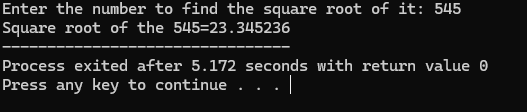 Enter the number to find the square root of it: 545
Square root of the 545=23.345236
--------------------------------
Process exited after 5.172 seconds with return value 0
Press any key to continue . . .